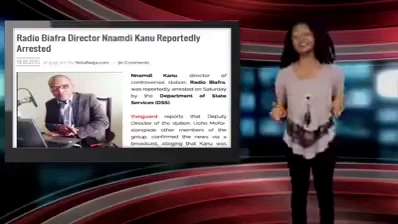 Radio Biafra Director Nnamdi Kanu Reportedly
Arrested
Comments
Nnamdi Kanu, director of
controversial station, Radio Biafra,
was reportedly arrested on Saturday
by the Department of State
Services (DSS)
Vanguard reports that Deputy
Director of the station, Uche Mefor,
alongside other members of the
group, confirmed the news via a
broadcast, alleging that Kanu was